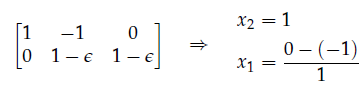 [1 −1 0
0 1 − ϵ 1 − ϵ] ⇒
x₂ = 1
x₁ = 0 − (−1)
1